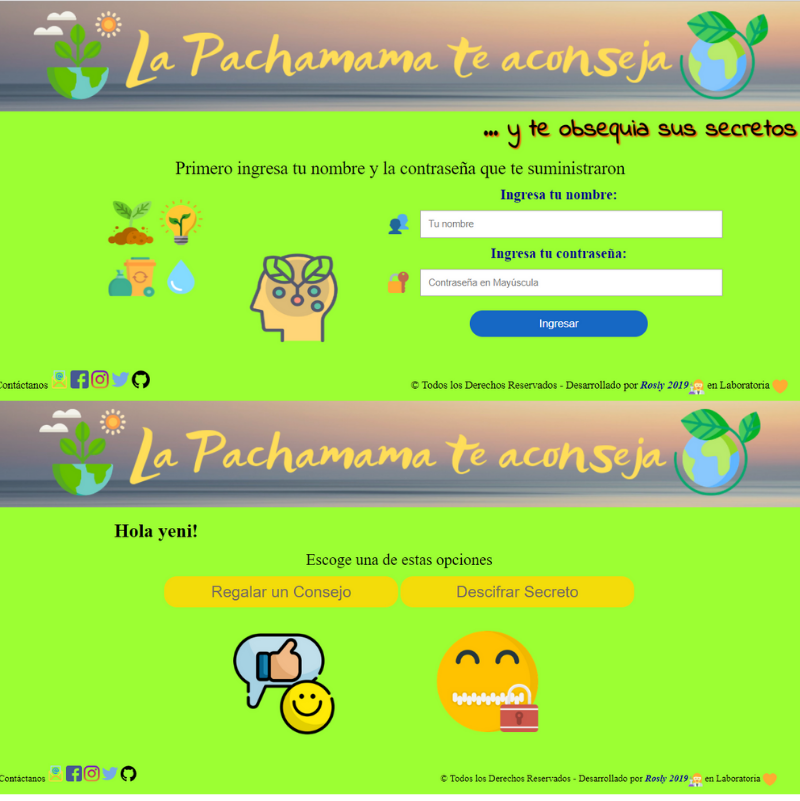 La Pachamama te aconseja
... y te obsequia sus secretos
Primero ingresa tu nombre y la contraseña que te suministraron
Ingresa tu nombre:
Tu nombre
Ingresa tu contraseña:
Contraseña en Mayúscula
Ingresar
Contáctanos
© Todos los Derechos Reservados - Desarrollado por Rosly 2019 en Laboratoria
La Pachamama te aconseja
Hola yeni!
Escoge una de estas opciones
Regalar un Consejo
Descifrar Secreto
Contáctanos
© Todos los Derechos Reservados - Desarrollado por Rosly 2019 en Laboratoria